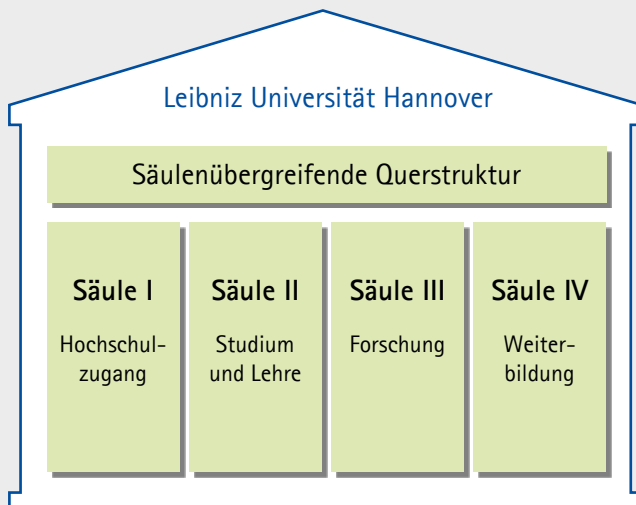 Leibniz Universität Hannover
Säulenübergreifende Querstruktur
Säule I
Hochschul-
zugang
Säule II
Studium
und Lehre
Säule III
Forschung
Säule IV
Weiter-
bildung